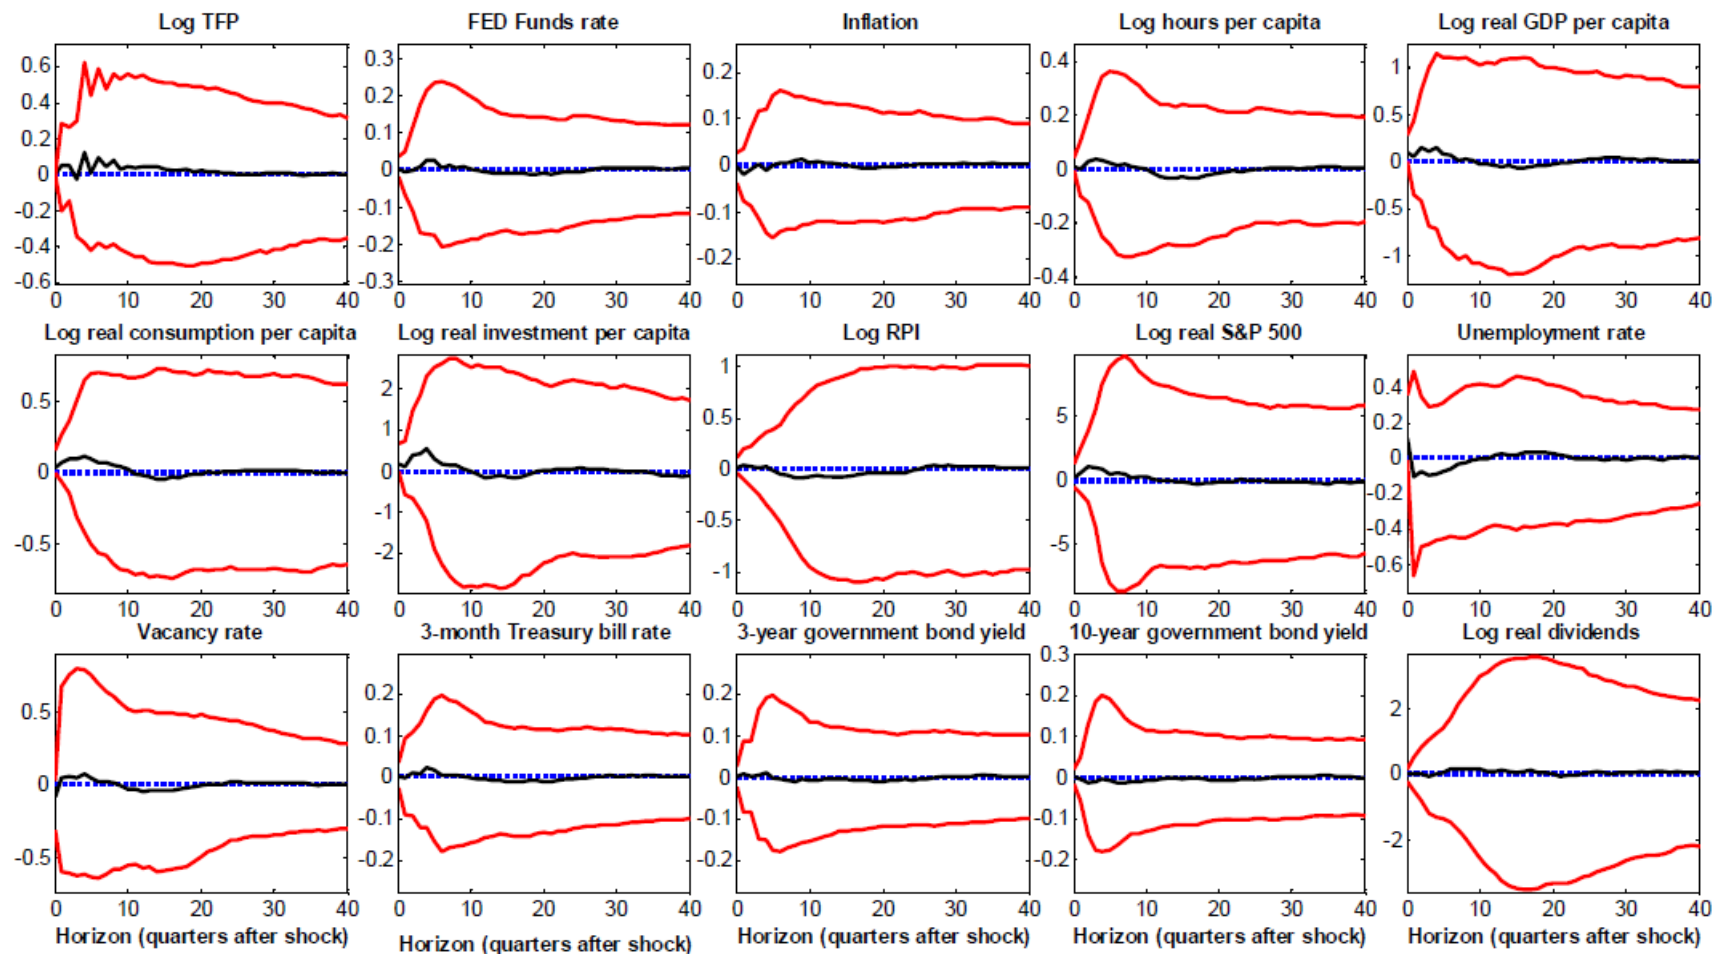 Log TFP
0.6
0.4
0.2
0
-0.2
-0.4
-0.6
0 10 20 30 40
FED Funds rate
0.3
0.2
0.1
0
-0.1
-0.2
-0.3
0 10 20 30 40
Inflation
0.2
0.1
0
-0.1
-0.2
0 10 20 30 40
Log hours per capita
0.4
0.2
0
-0.2
-0.4
0 10 20 30 40
Log real GDP per capita
1
0.5
0
-0.5
-1
0 10 20 30 40
Log real consumption per capita
0.5
0
-0.5
0 10 20 30 40
Log real investment per capita
2
1
0
-1
-2
0 10 20 30 40
Log RPI
1
0.5
0
-0.5
-1
0 10 20 30 40
Log real S&P 500
5
0
-5
0 10 20 30 40
Unemployment rate
0.4
0.2
0
-0.2
-0.4
-0.6
0 10 20 30 40
Vacancy rate
0.5
0
-0.5
0 10 20 30 40
Horizon (quarters after shock)
3-month Treasury bill rate
0.2
0.1
0
-0.1
-0.2
0 10 20 30 40
Horizon (quarters after shock)
3-year government bond yield
0.2
0.1
0
-0.1
-0.2
0 10 20 30 40
Horizon (quarters after shock)
10-year government bond yield
0.3
0.2
0.1
0
-0.1
-0.2
0 10 20 30 40
Horizon (quarters after shock)
Log real dividends
2
0
-2
0 10 20 30 40
Horizon (quarters after shock)